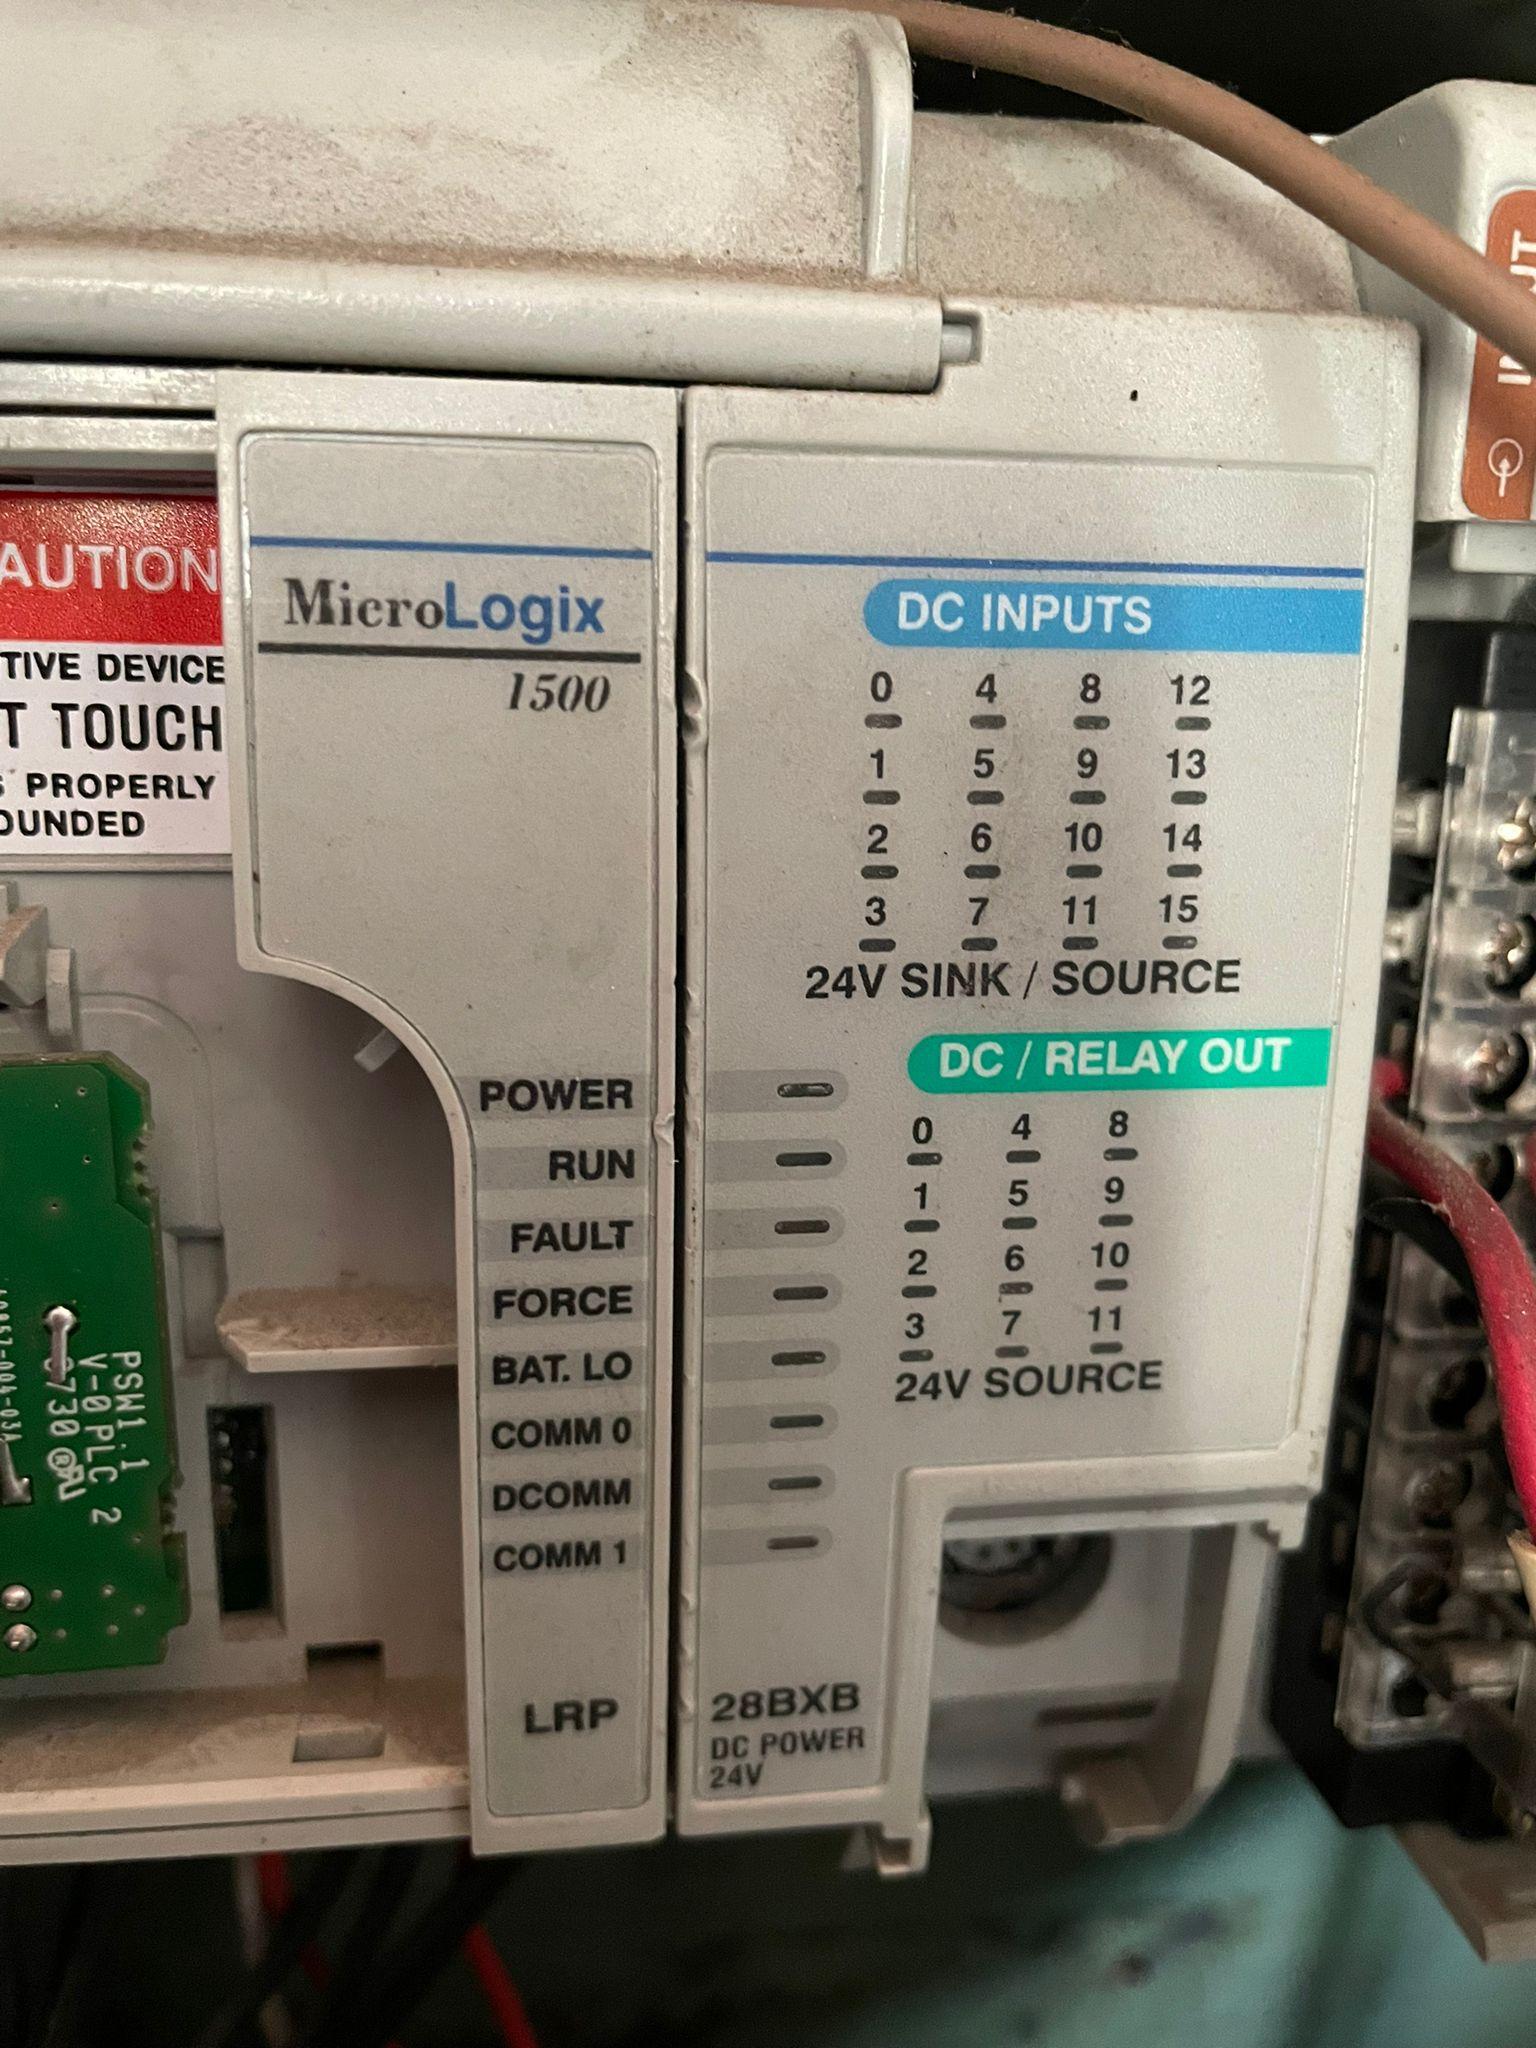 AUTION
TIVE DEVICE
T TOUCH
S PROPERLY
OUNDED
MicroLogix
1500
DC INPUTS
0 4 8 12
1 5 9 13
2 6 10 14
3 7 11 15
24V SINK / SOURCE
DC / RELAY OUT
0 4 8
1 5 9
2 6 10
3 7 11
24V SOURCE
POWER
RUN
FAULT
FORCE
BAT. LO
COMM 0
DCOMM
COMM 1
LRP
28BXB
DC POWER
24V
PSW1.1
V-0PLC 2